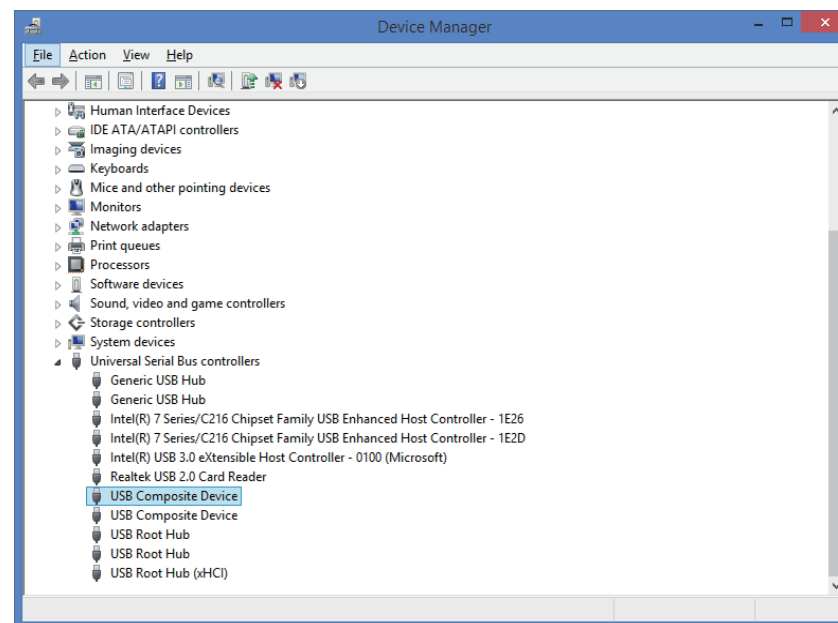 Device Manager
File Action View Help
Human Interface Devices
IDE ATA/ATAPI controllers
Imaging devices
Keyboards
Mice and other pointing devices
Monitors
Network adapters
Print queues
Processors
Software devices
Sound, video and game controllers
Storage controllers
System devices
Universal Serial Bus controllers
Generic USB Hub
Generic USB Hub
Intel(R) 7 Series/C216 Chipset Family USB Enhanced Host Controller - 1E26
Intel(R) 7 Series/C216 Chipset Family USB Enhanced Host Controller - 1E2D
Intel(R) USB 3.0 eXtensible Host Controller - 0100 (Microsoft)
Realtek USB 2.0 Card Reader
USB Composite Device
USB Composite Device
USB Root Hub
USB Root Hub
USB Root Hub (xHCI)